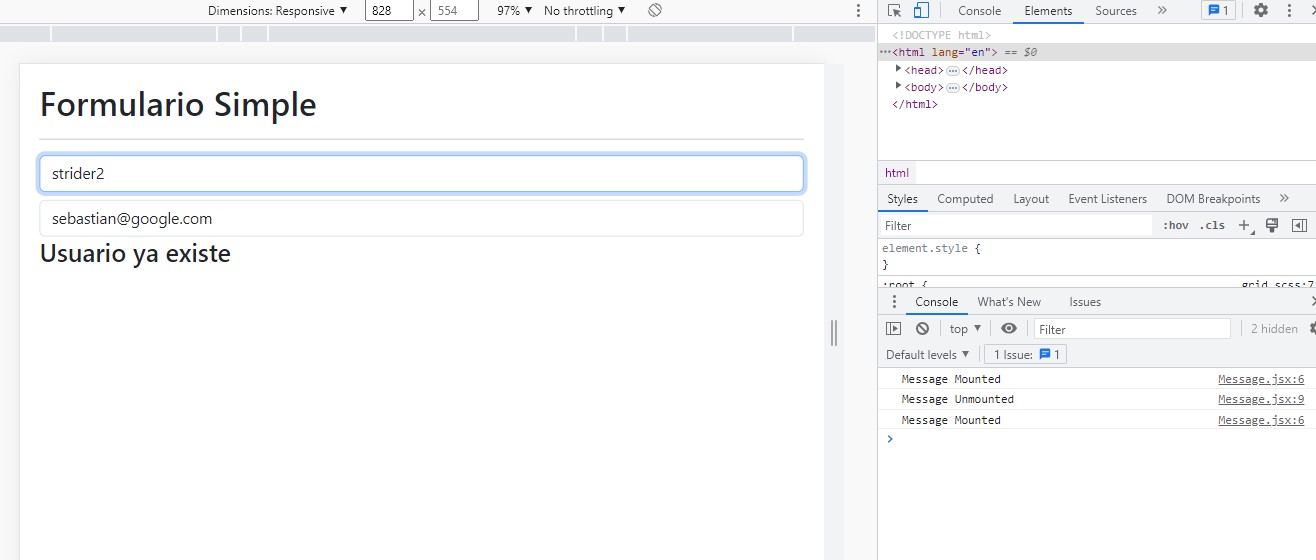 Dimensions: Responsive ▼ 828 × 554 97% ▼ No throttling ▼
Console Elements Sources » 1
<!DOCTYPE html>
···<html lang="en"> == $0
<head> ··· </head>
<body> ··· </body>
</html>
html
Formulario Simple
strider2
sebastian@google.com
Usuario ya existe
Styles Computed Layout Event Listeners DOM Breakpoints »
Filter :hov .cls +
element.style {
}
:root { grid.scss:7
Console What's New Issues
top ▼ Filter 2 hidden
Default levels ▼ 1 Issue: 1
Message Mounted Message.jsx:6
Message Unmounted Message.jsx:9
Message Mounted Message.jsx:6
>